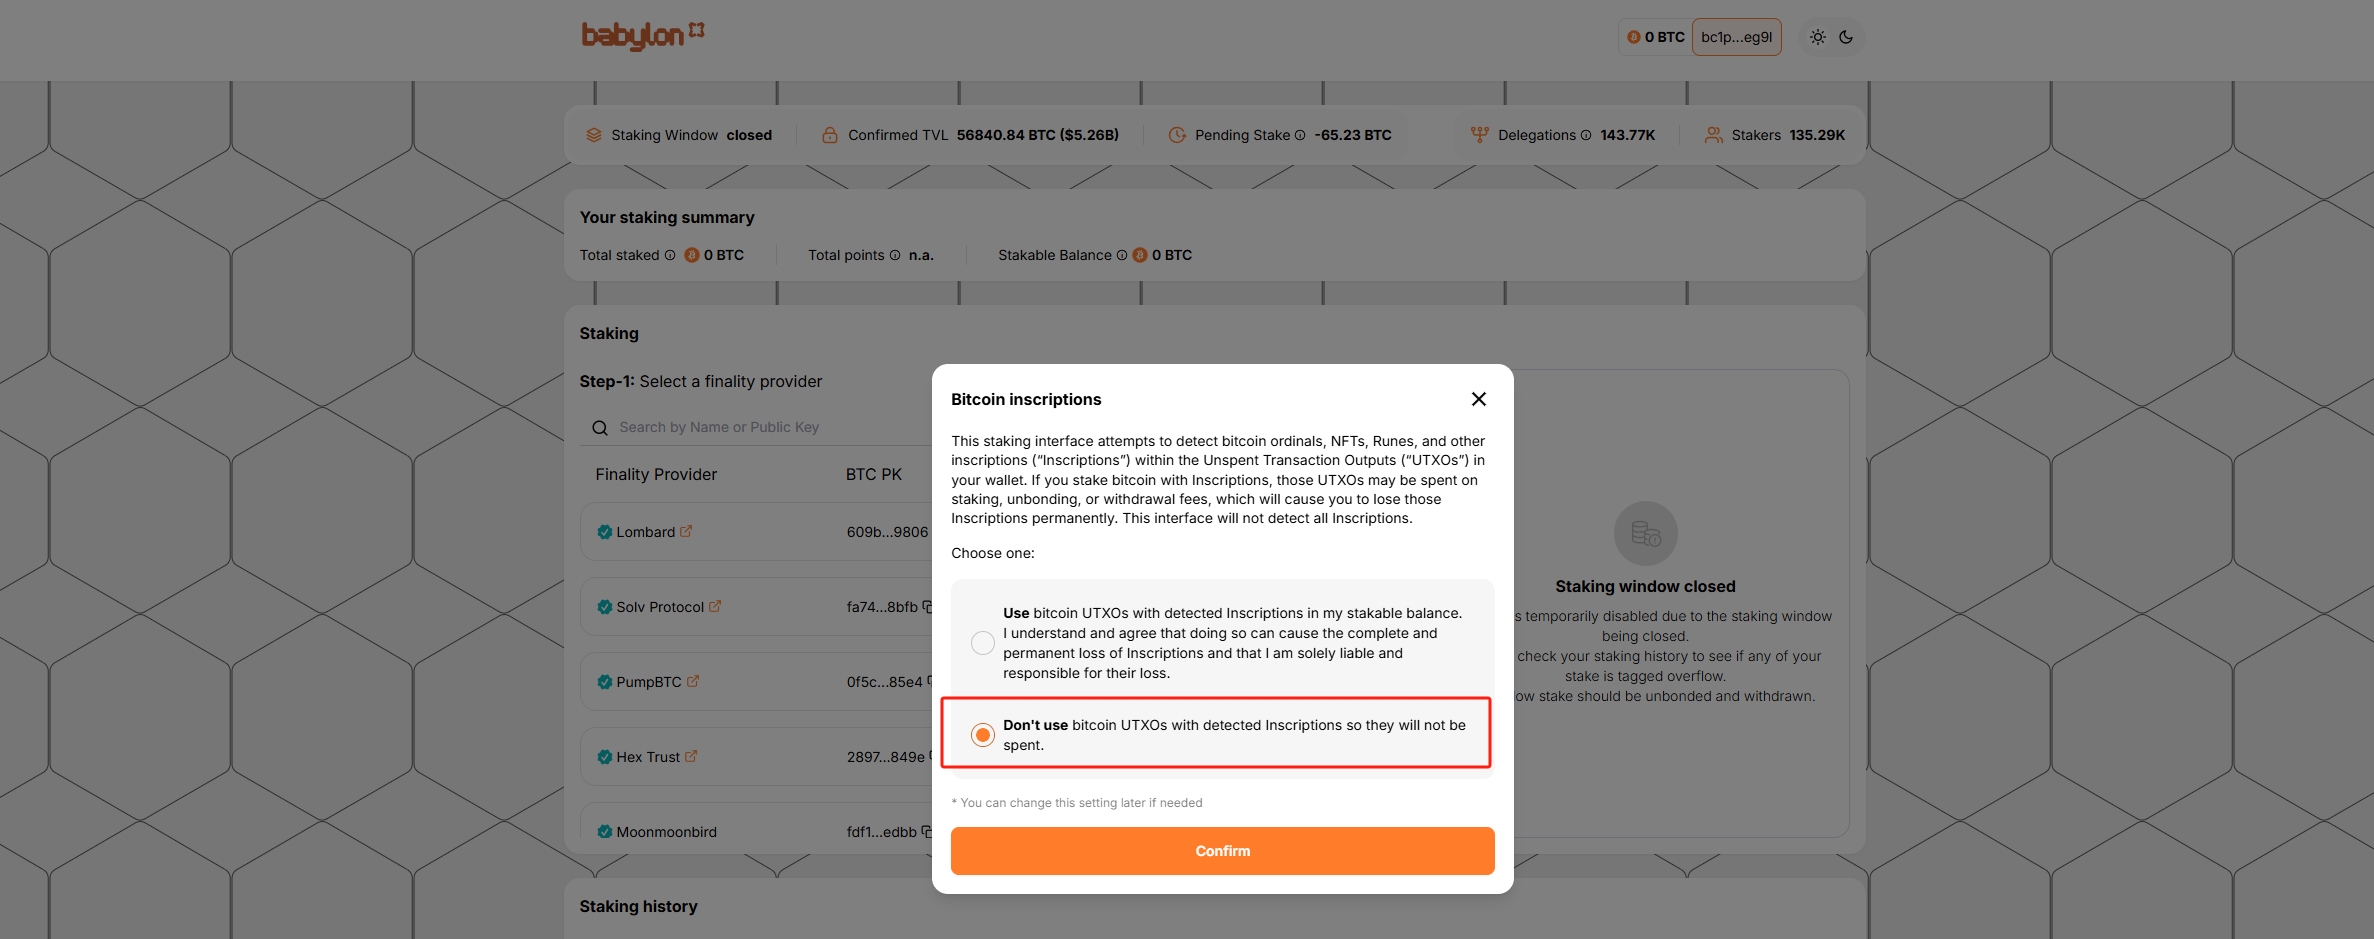 babylon
0 BTC bc1p...eg9l
Staking Window closed Confirmed TVL 56840.84 BTC ($5.26B) Pending Stake -65.23 BTC Delegations 143.77K Stakers 135.29K
Your staking summary
Total staked 0 BTC Total points n.a. Stakable Balance 0 BTC
Staking
Step-1: Select a finality provider
Search by Name or Public Key
Finality Provider BTC PK
Lombard 609b...9806
Solv Protocol fa74...8bfb
PumpBTC 0f5c...85e4
Hex Trust 2897...849e
Moonmoonbird fdf1...edbb
Bitcoin inscriptions
This staking interface attempts to detect bitcoin ordinals, NFTs, Runes, and other
inscriptions (“Inscriptions”) within the Unspent Transaction Outputs (“UTXOs”) in
your wallet. If you stake bitcoin with Inscriptions, those UTXOs may be spent on
staking, unbonding, or withdrawal fees, which will cause you to lose those
Inscriptions permanently. This interface will not detect all Inscriptions.
Choose one:
Use bitcoin UTXOs with detected Inscriptions in my stakable balance.
I understand and agree that doing so can cause the complete and
permanent loss of Inscriptions and that I am solely liable and
responsible for their loss.
Don't use bitcoin UTXOs with detected Inscriptions so they will not be
spent.
* You can change this setting later if needed
Confirm
Staking window closed
temporarily disabled due to the staking window
being closed.
check your staking history to see if any of your
stake is tagged overflow.
stake should be unbonded and withdrawn.
Staking history